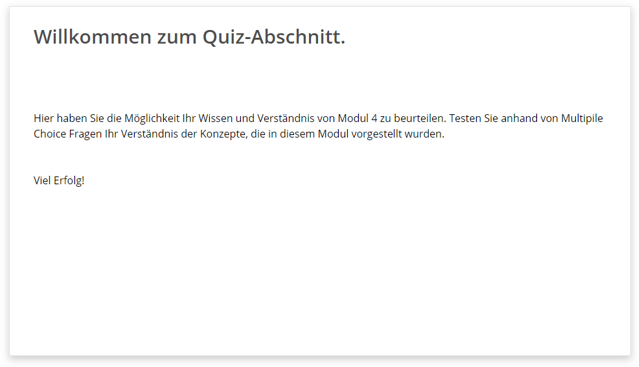 Willkommen zum Quiz-Abschnitt.
Hier haben Sie die Möglichkeit Ihr Wissen und Verständnis von Modul 4 zu beurteilen. Testen Sie anhand von Multipile
Choice Fragen Ihr Verständnis der Konzepte, die in diesem Modul vorgestellt wurden.
Viel Erfolg!